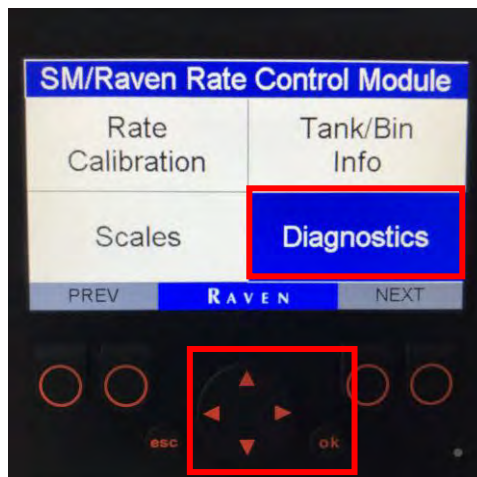 SM/Raven Rate Control Module
Rate
Calibration
Tank/Bin
Info
Scales
Diagnostics
PREV
RAVEN
NEXT
esc
ok